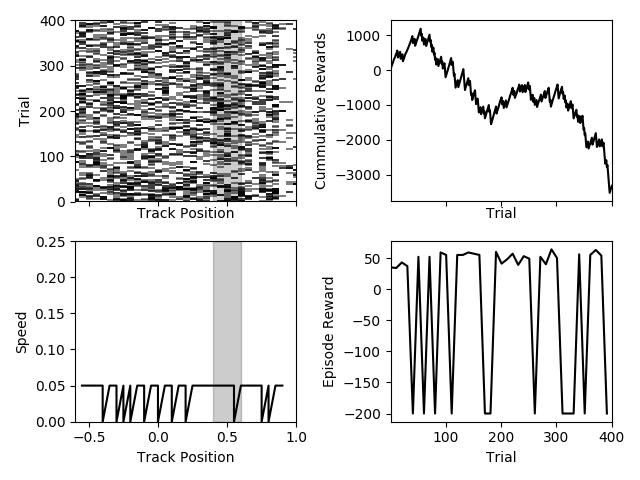 400
300
200
100
0
Trial
Track Position
1000
0
−1000
−2000
−3000
Cummulative Rewards
Trial
0.25
0.20
0.15
0.10
0.05
0.00
Speed
−0.5 0.0 0.5 1.0
Track Position
50
0
−50
−100
−150
−200
Episode Reward
100 200 300 400
Trial